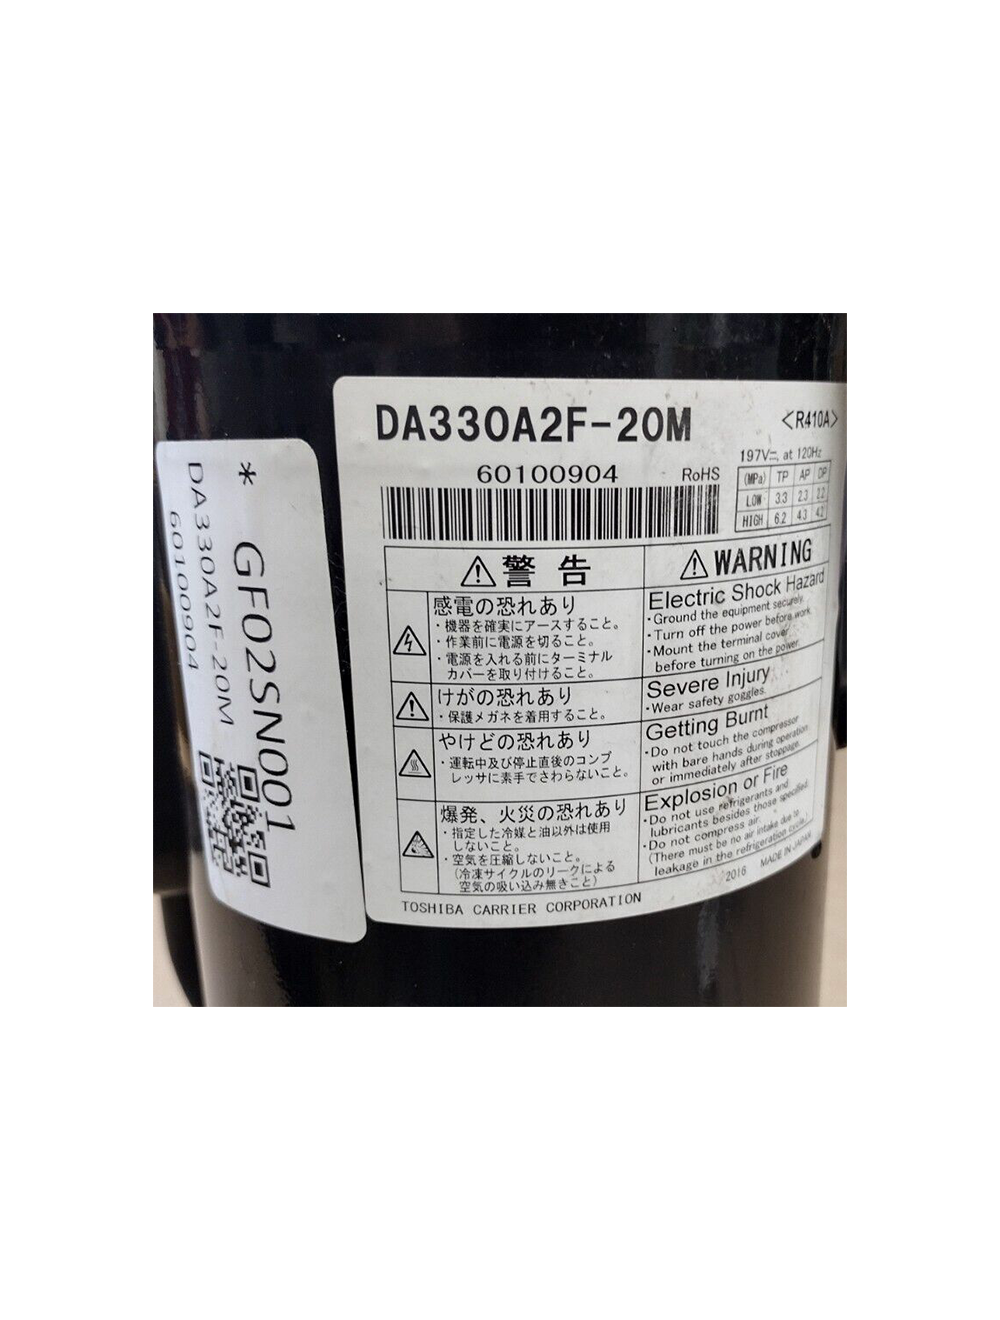 DA330A2F-20M
<R410A>
60100904
RoHS
197V⎓, at 120Hz
(MPa) TP AP DP
LOW 3.3 2.3 2.2
HIGH 6.2 4.3 4.2
警告
感電の恐れあり
・機器を確実にアースすること。
・作業前に電源を切ること。
・電源を入れる前にターミナル
カバーを取り付けること。
けがの恐れあり
・保護メガネを着用すること。
やけどの恐れあり
・運転中及び停止直後のコンプ
レッサに素手でさわらないこと。
爆発、火災の恐れあり
・指定した冷媒と油以外は使用
しないこと。
・空気を圧縮しないこと。
(冷凍サイクルのリークによる
空気の吸い込み無きこと)
WARNING
Electric Shock Hazard
・Ground the equipment securely.
・Turn off the power before work.
・Mount the terminal cover
before turning on the power.
Severe Injury
・Wear safety goggles.
Getting Burnt
・Do not touch the compressor
with bare hands during operation
or immediately after stoppage.
Explosion or Fire
・Do not use refrigerants and
lubricants besides those specified.
・Do not compress air.
(There must be no air intake due to
leakage in the refrigeration cycle.)
TOSHIBA CARRIER CORPORATION
2016 MADE IN JAPAN
* GF02SN001
DA330A2F-20M
60100904